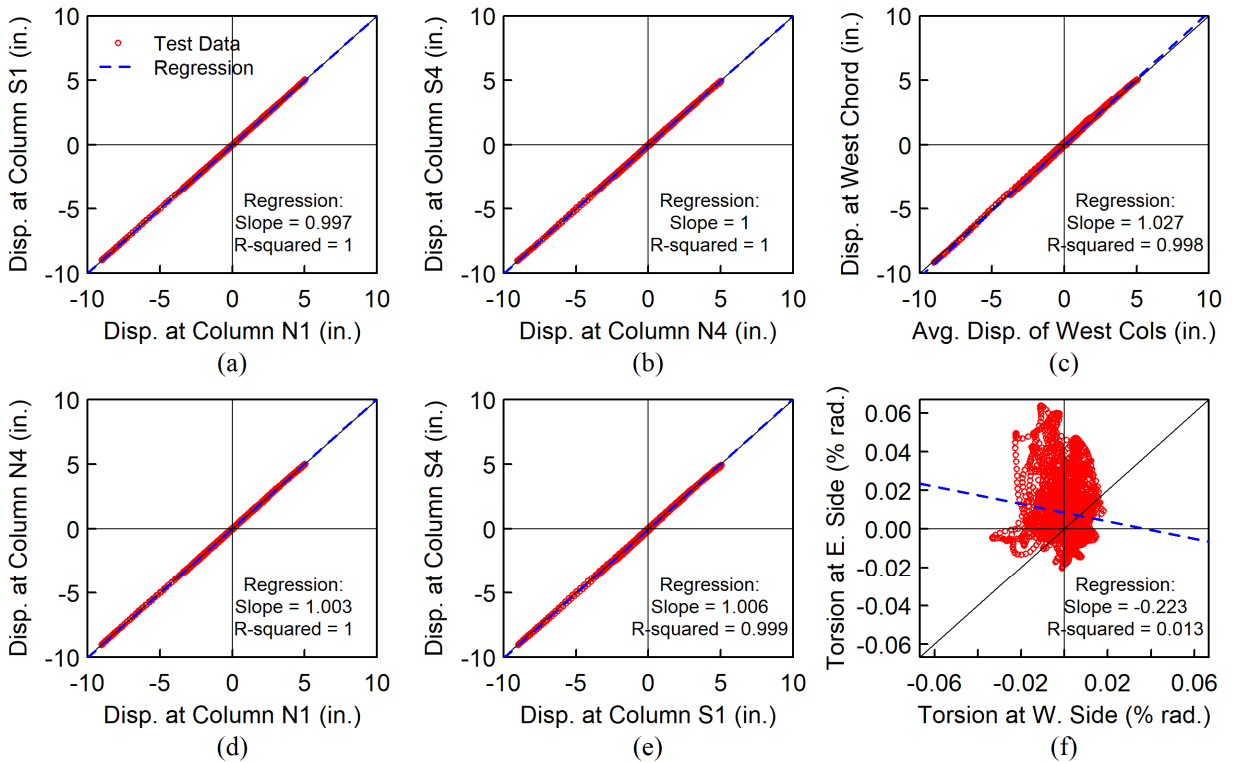 Disp. at Column S1 (in.)
10
5
0
-5
-10
Test Data
Regression
Regression:
Slope = 0.997
R-squared = 1
-10 -5 0 5 10
Disp. at Column N1 (in.)
(a)
Disp. at Column S4 (in.)
10
5
0
-5
-10
Regression:
Slope = 1
R-squared = 1
-10 -5 0 5 10
Disp. at Column N4 (in.)
(b)
Disp. at West Chord (in.)
10
5
0
-5
-10
Regression:
Slope = 1.027
R-squared = 0.998
-10 -5 0 5 10
Avg. Disp. of West Cols (in.)
(c)
Disp. at Column N4 (in.)
10
5
0
-5
-10
Regression:
Slope = 1.003
R-squared = 1
-10 -5 0 5 10
Disp. at Column N1 (in.)
(d)
Disp. at Column S4 (in.)
10
5
0
-5
-10
Regression:
Slope = 1.006
R-squared = 0.999
-10 -5 0 5 10
Disp. at Column S1 (in.)
(e)
Torsion at E. Side (% rad.)
0.06
0.04
0.02
0.00
-0.02
-0.04
-0.06
Regression:
Slope = -0.223
R-squared = 0.013
-0.06 -0.02 0.02 0.06
Torsion at W. Side (% rad.)
(f)